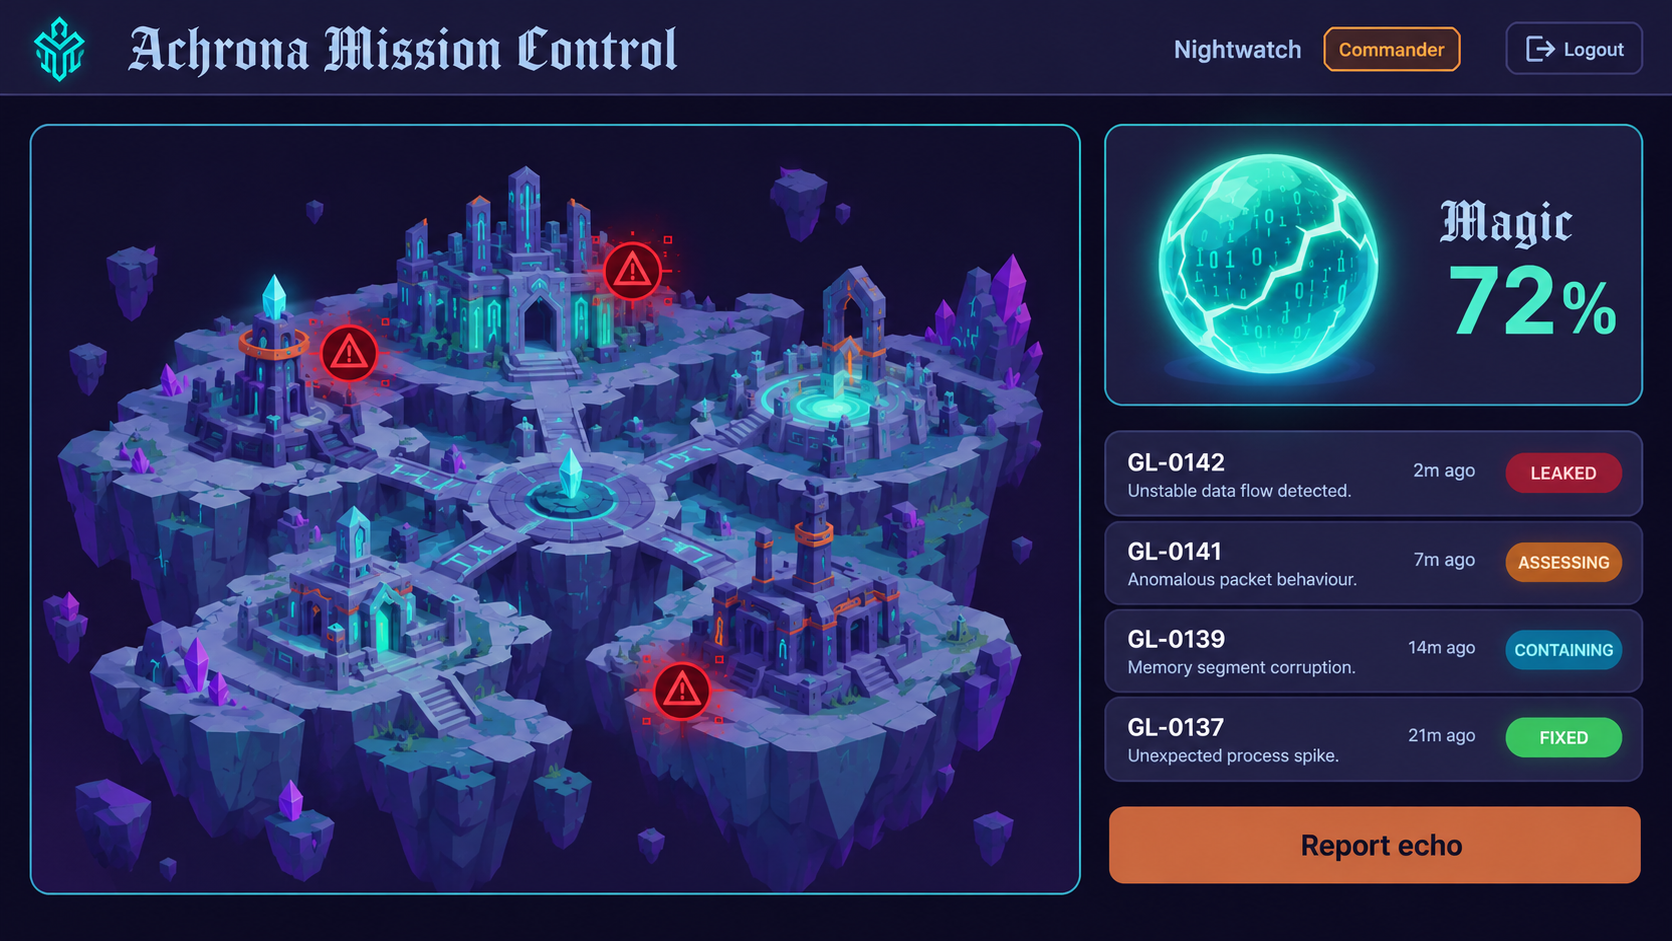 Achrona Mission Control
Nightwatch
Commander
Logout
Magic
72%
GL-0142
Unstable data flow detected.
2m ago
LEAKED
GL-0141
Anomalous packet behaviour.
7m ago
ASSESSING
GL-0139
Memory segment corruption.
14m ago
CONTAINING
GL-0137
Unexpected process spike.
21m ago
FIXED
Report echo